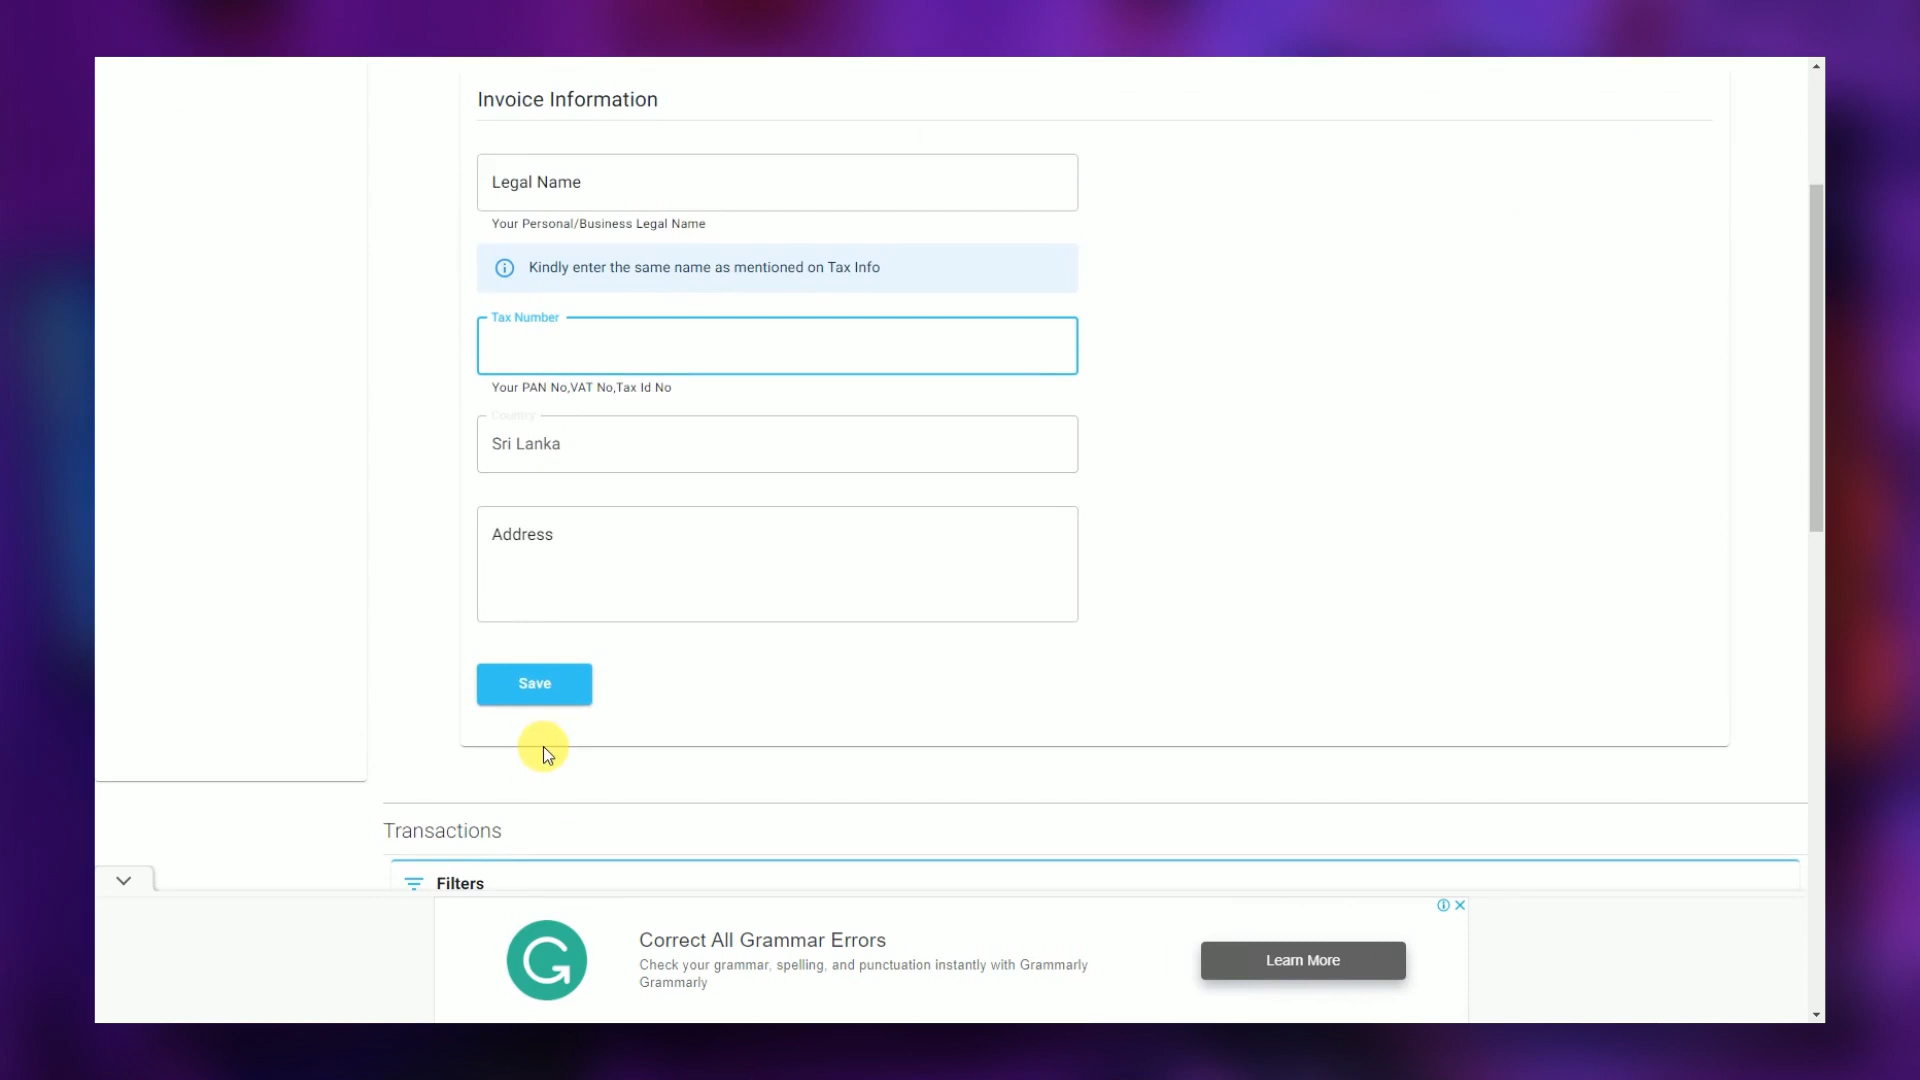 Invoice Information
Legal Name
Your Personal/Business Legal Name
Kindly enter the same name as mentioned on Tax Info
Tax Number
Your PAN No,VAT No,Tax Id No
Country
Sri Lanka
Address
Save
Transactions
Filters
Correct All Grammar Errors
Check your grammar, spelling, and punctuation instantly with Grammarly
Grammarly
Learn More